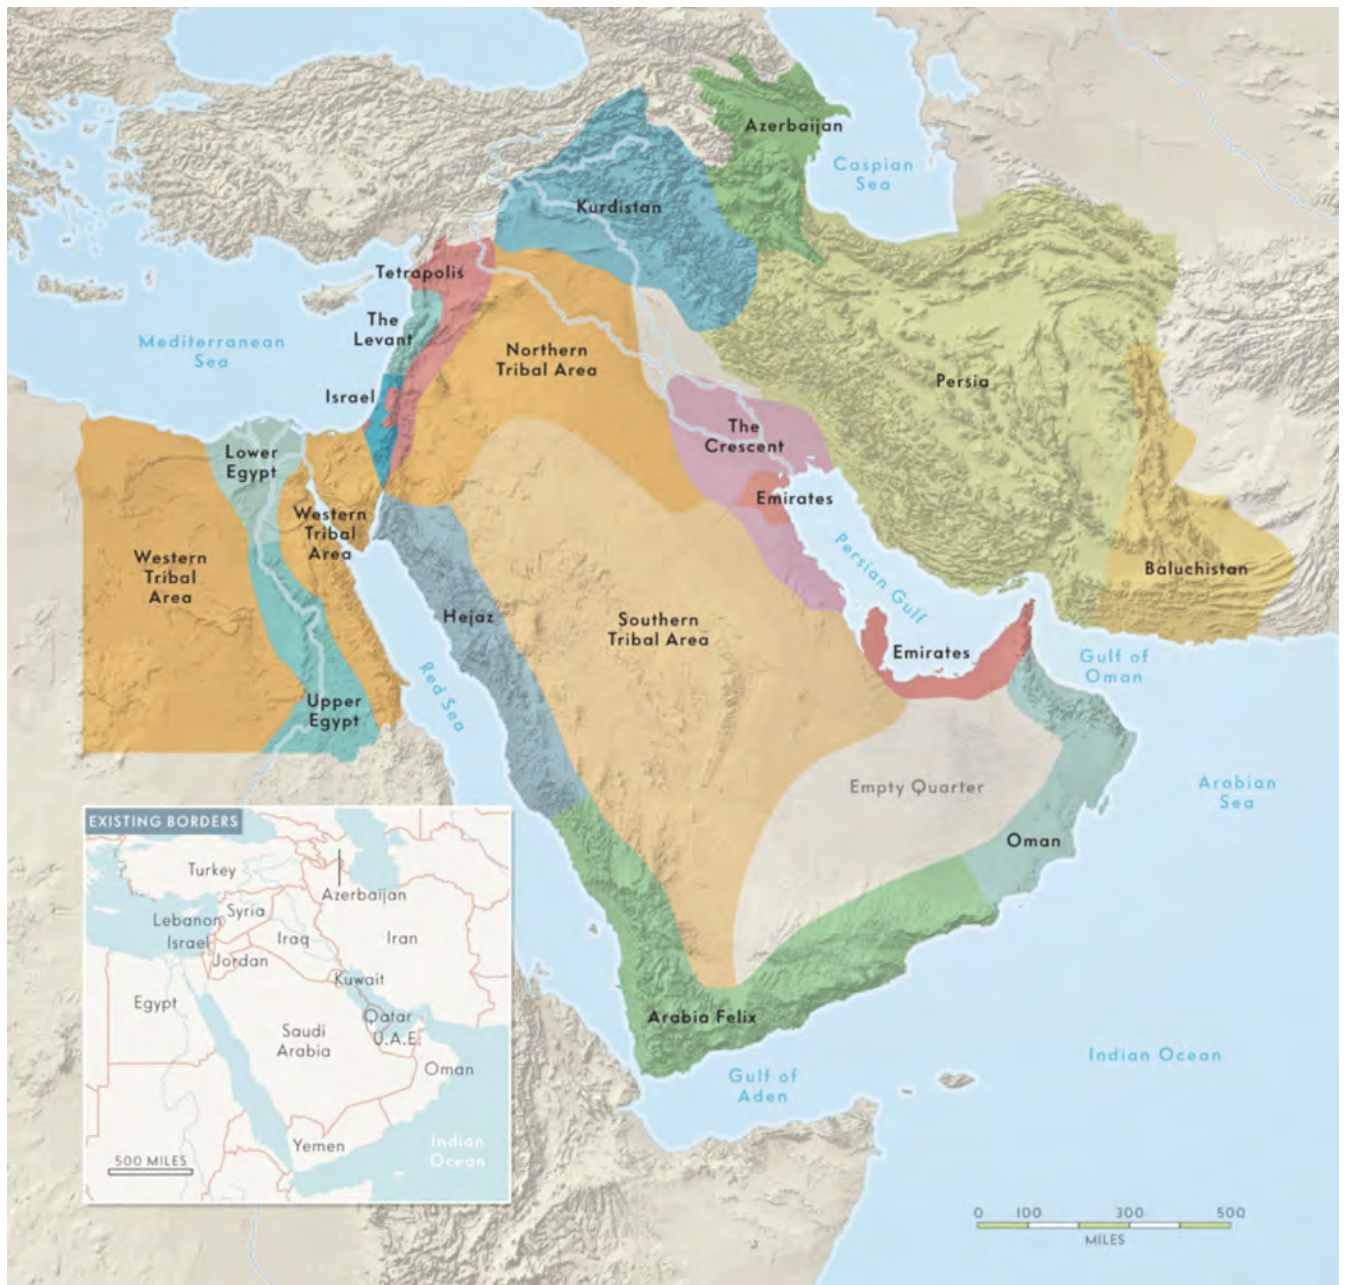 Azerbaijan
Caspian
Sea
Kurdistan
Tetrapolis
The
Levant
Mediterranean
Sea
Northern
Tribal Area
Persia
Israel
The
Crescent
Lower
Egypt
Emirates
Western
Tribal
Area
Western
Tribal
Area
Persian Gulf
Baluchistan
Hejaz
Southern
Tribal Area
Emirates
Gulf of
Oman
Red Sea
Upper
Egypt
Empty Quarter
Arabian
Sea
Oman
Arabia Felix
Indian Ocean
Gulf of
Aden
EXISTING BORDERS
Turkey
Azerbaijan
Syria
Lebanon
Israel
Iraq
Iran
Jordan
Kuwait
Egypt
Qatar
Saudi
Arabia
U.A.E.
Oman
Yemen
Indian
Ocean
500 MILES
0 100 300 500
MILES